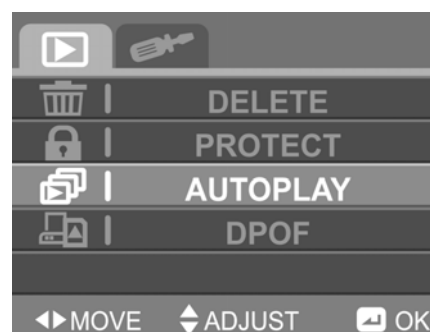 DELETE
PROTECT
AUTOPLAY
DPOF
MOVE ADJUST OK